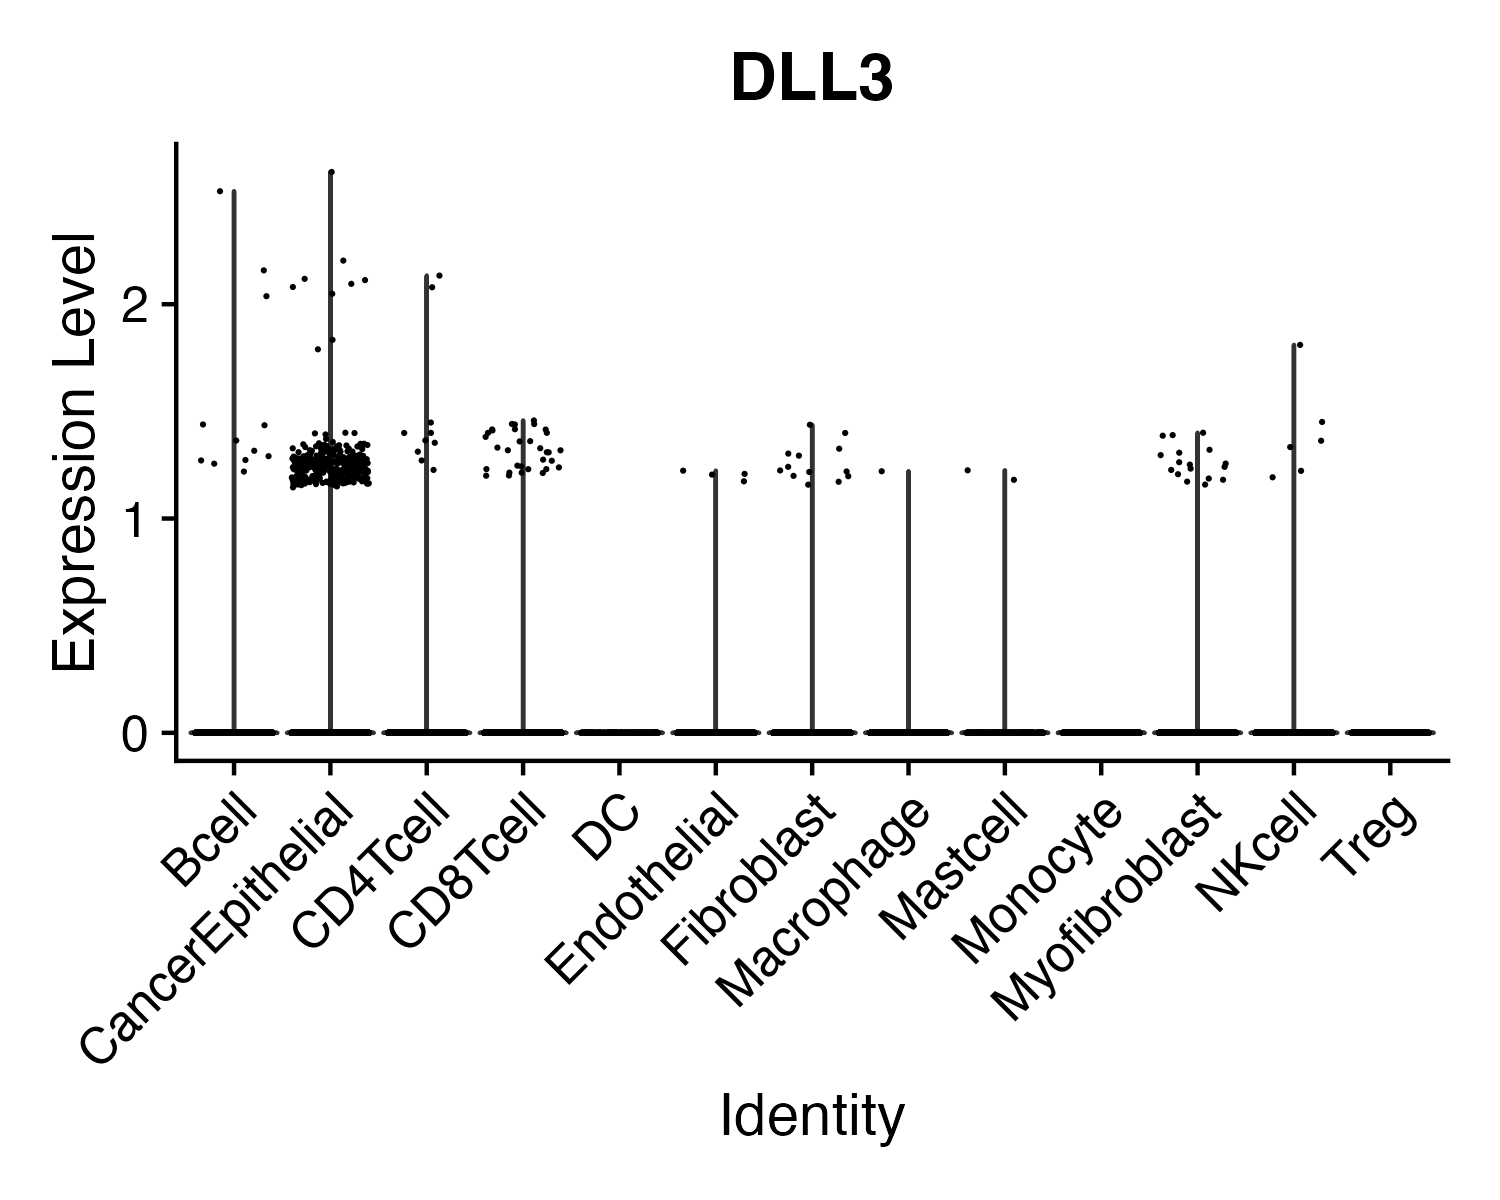 DLL3
Expression Level
2
1
0
Bcell
CancerEpithelial
CD4Tcell
CD8Tcell
DC
Endothelial
Fibroblast
Macrophage
Mastcell
Monocyte
Myofibroblast
NKcell
Treg
Identity